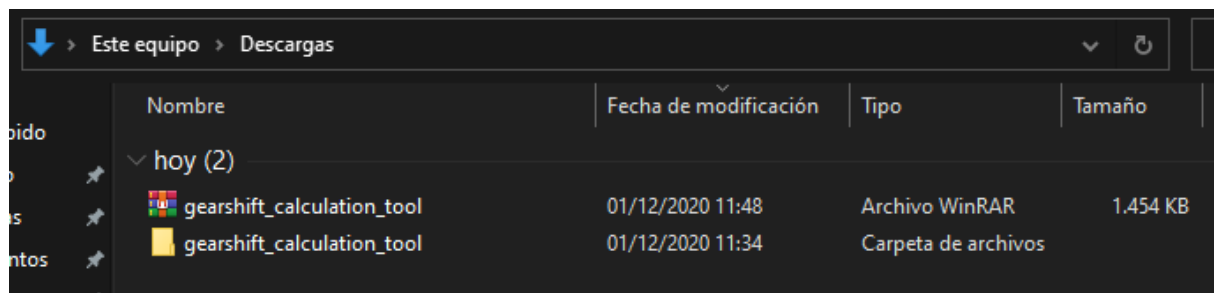 Este equipo > Descargas
Nombre Fecha de modificación Tipo Tamaño
hoy (2)
gearshift_calculation_tool 01/12/2020 11:48 Archivo WinRAR 1.454 KB
gearshift_calculation_tool 01/12/2020 11:34 Carpeta de archivos